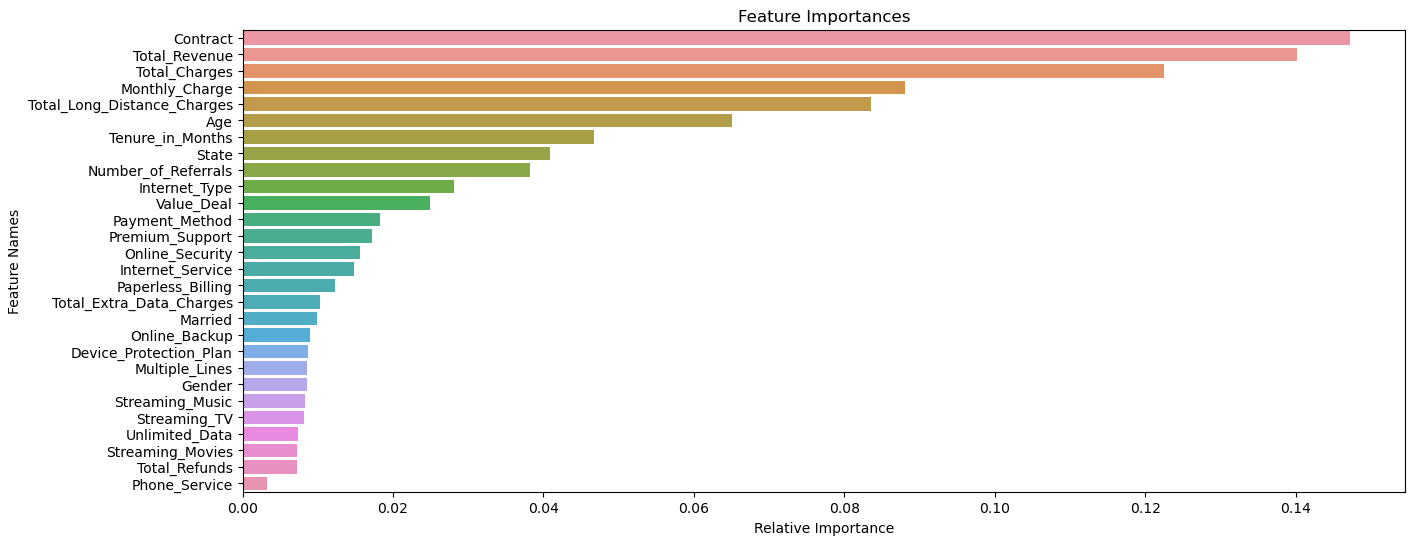 Feature Importances
Feature Names
Contract
Total_Revenue
Total_Charges
Monthly_Charge
Total_Long_Distance_Charges
Age
Tenure_in_Months
State
Number_of_Referrals
Internet_Type
Value_Deal
Payment_Method
Premium_Support
Online_Security
Internet_Service
Paperless_Billing
Total_Extra_Data_Charges
Married
Online_Backup
Device_Protection_Plan
Multiple_Lines
Gender
Streaming_Music
Streaming_TV
Unlimited_Data
Streaming_Movies
Total_Refunds
Phone_Service
0.00 0.02 0.04 0.06 0.08 0.10 0.12 0.14
Relative Importance